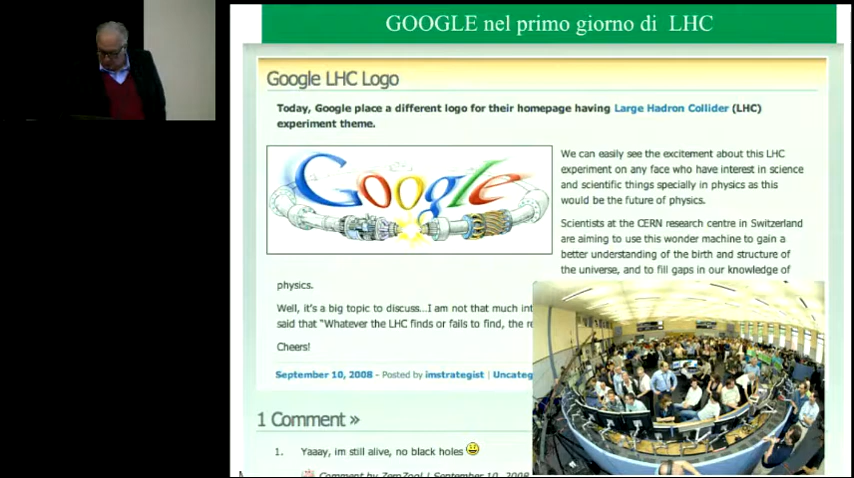 GOOGLE nel primo giorno di LHC
Google LHC Logo
Today, Google place a different logo for their homepage having Large Hadron Collider (LHC)
experiment theme.
Google
We can easily see the excitement about this LHC
experiment on any face who have interest in science
and scientific things specially in physics as this
would be the future of physics.
Scientists at the CERN research centre in Switzerland
are aiming to use this wonder machine to gain a
better understanding of the birth and structure of
the universe, and to fill gaps in our knowledge of
physics.
Well, it's a big topic to discuss...I am not that much int
said that "Whatever the LHC finds or fails to find, the re
Cheers!
September 10, 2008 - Posted by imstrategist | Uncateg
1 Comment »
1. Yaaay, im still alive, no black holes
Comment by ZemZool | September 10, 2008